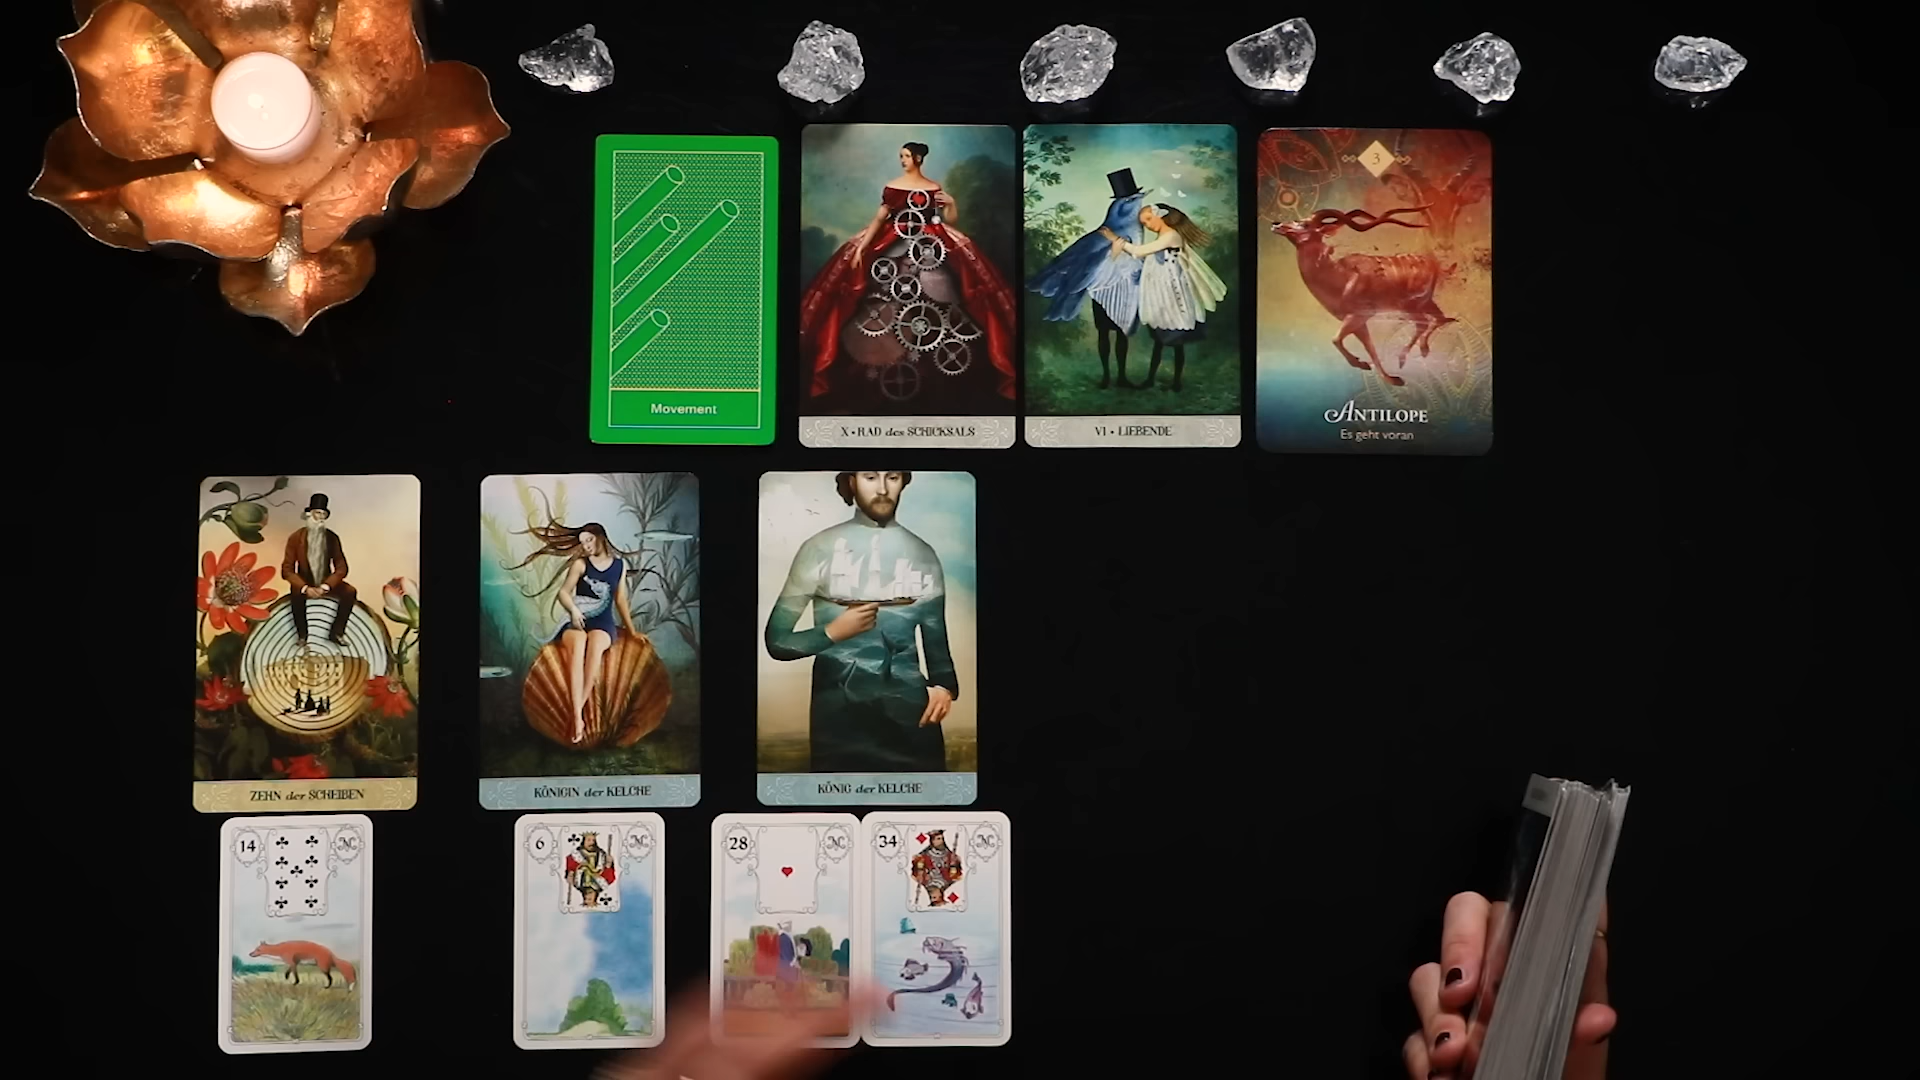 Movement
X • RAD des SCHICKSALS
VI • LIEBENDE
3
ANTILOPE
Es geht voran
ZEHN der SCHEIBEN
KÖNIGIN der KELCHE
KÖNIG der KELCHE
14
6
28
34